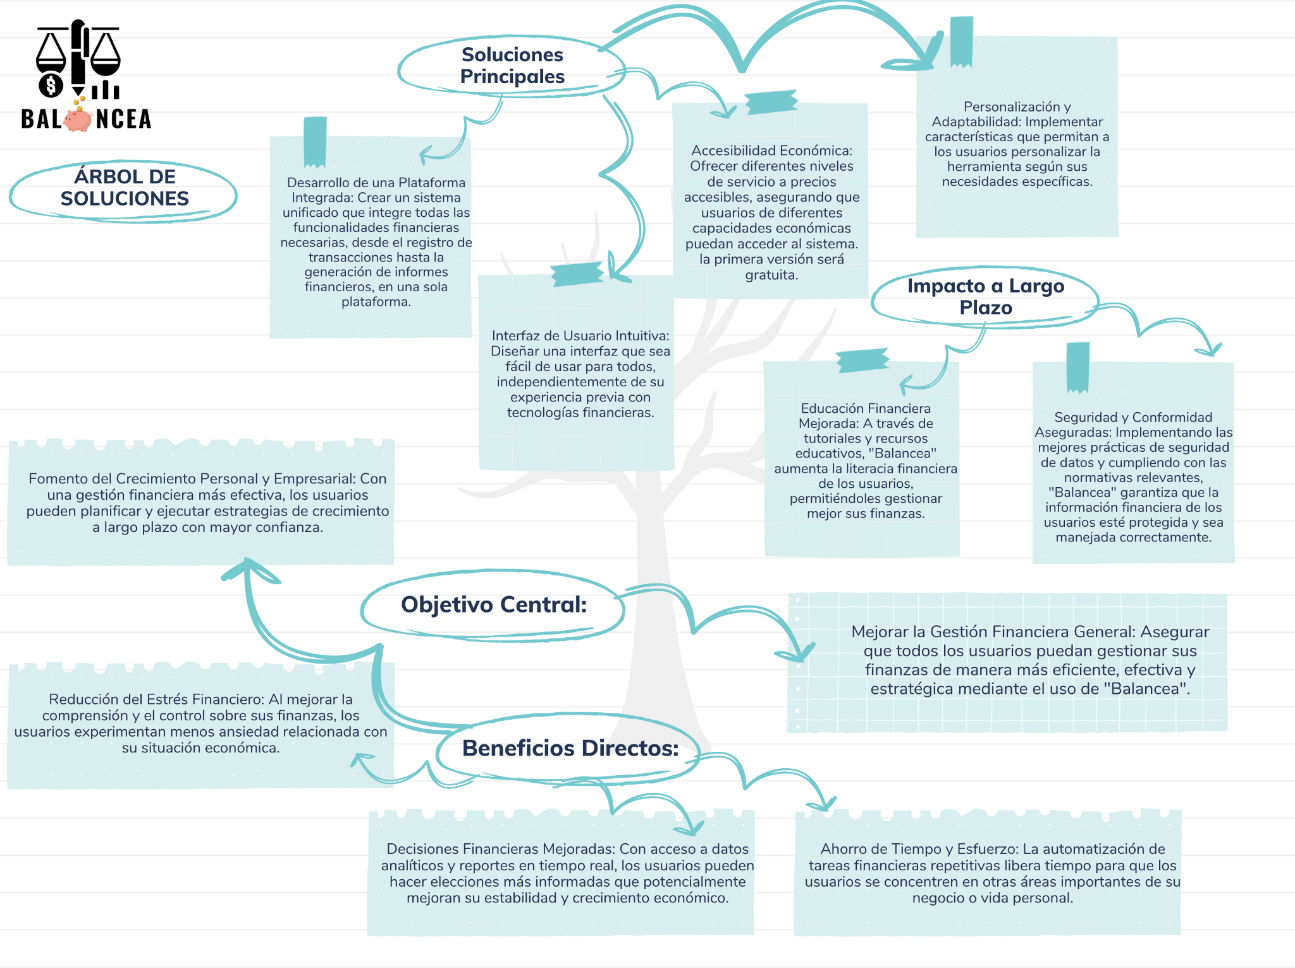 BALANCEA
ÁRBOL DE
SOLUCIONES
Soluciones
Principales
Desarrollo de una Plataforma
Integrada: Crear un sistema
unificado que integre todas las
funcionalidades financieras
necesarias, desde el registro de
transacciones hasta la
generación de informes
financieros, en una sola
plataforma.
Interfaz de Usuario Intuitiva:
Diseñar una interfaz que sea
fácil de usar para todos,
independientemente de su
experiencia previa con
tecnologías financieras.
Accesibilidad Económica:
Ofrecer diferentes niveles
de servicio a precios
accesibles, asegurando que
usuarios de diferentes
capacidades económicas
puedan acceder al sistema.
la primera versión será
gratuita.
Personalización y
Adaptabilidad: Implementar
características que permitan a
los usuarios personalizar la
herramienta según sus
necesidades específicas.
Impacto a Largo
Plazo
Educación Financiera
Mejorada: A través de
tutoriales y recursos
educativos, "Balancea"
aumenta la literacia financiera
de los usuarios,
permitiéndoles gestionar
mejor sus finanzas.
Seguridad y Conformidad
Aseguradas: Implementando las
mejores prácticas de seguridad
de datos y cumpliendo con las
normativas relevantes,
"Balancea" garantiza que la
información financiera de los
usuarios esté protegida y sea
manejada correctamente.
Objetivo Central:
Mejorar la Gestión Financiera General: Asegurar
que todos los usuarios puedan gestionar sus
finanzas de manera más eficiente, efectiva y
estratégica mediante el uso de "Balancea".
Beneficios Directos:
Fomento del Crecimiento Personal y Empresarial: Con
una gestión financiera más efectiva, los usuarios
pueden planificar y ejecutar estrategias de crecimiento
a largo plazo con mayor confianza.
Reducción del Estrés Financiero: Al mejorar la
comprensión y el control sobre sus finanzas, los
usuarios experimentan menos ansiedad relacionada con
su situación económica.
Decisiones Financieras Mejoradas: Con acceso a datos
analíticos y reportes en tiempo real, los usuarios pueden
hacer elecciones más informadas que potencialmente
mejoran su estabilidad y crecimiento económico.
Ahorro de Tiempo y Esfuerzo: La automatización de
tareas financieras repetitivas libera tiempo para que los
usuarios se concentren en otras áreas importantes de su
negocio o vida personal.